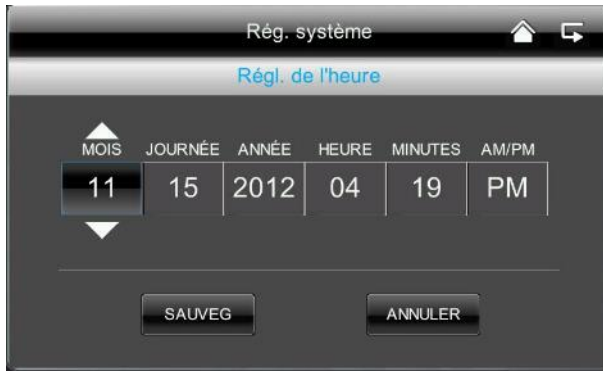 Rég. système
Régl. de l'heure
MOIS JOURNÉE ANNÉE HEURE MINUTES AM/PM
11 15 2012 04 19 PM
SAUVEG ANNULER